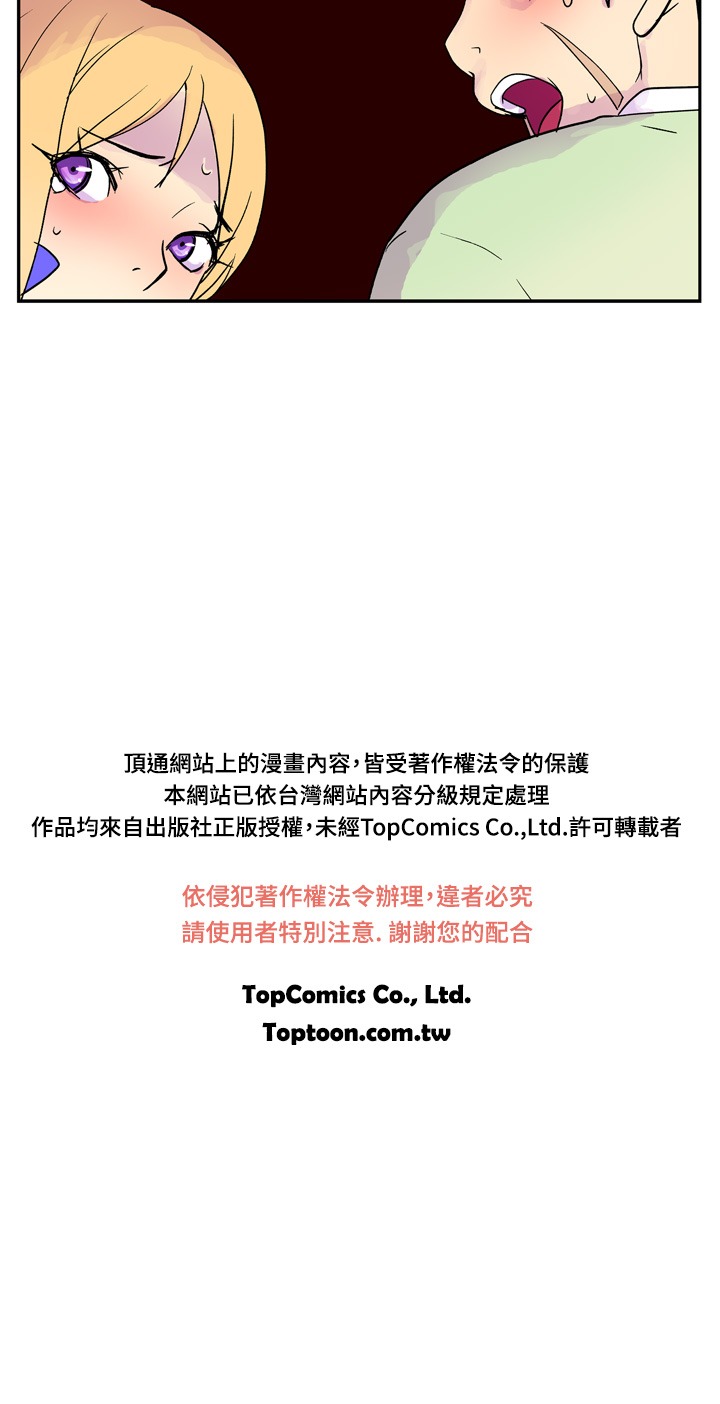 頂通網站上的漫畫內容，皆受著作權法令的保護
本網站已依台灣網站內容分級規定處理
作品均來自出版社正版授權，未經TopComics Co.,Ltd.許可轉載者
依侵犯著作權法令辦理，違者必究
請使用者特別注意. 謝謝您的配合
TopComics Co., Ltd.
Toptoon.com.tw